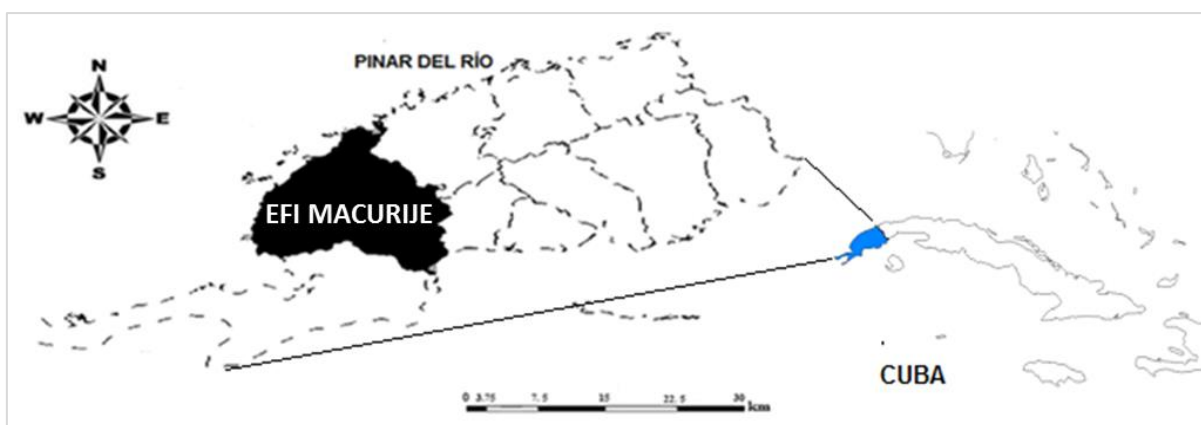 PINAR DEL RÍO
N
W E
S
EFI MACURIJE
CUBA
0 3.75 7.5 15 22.5 30
km